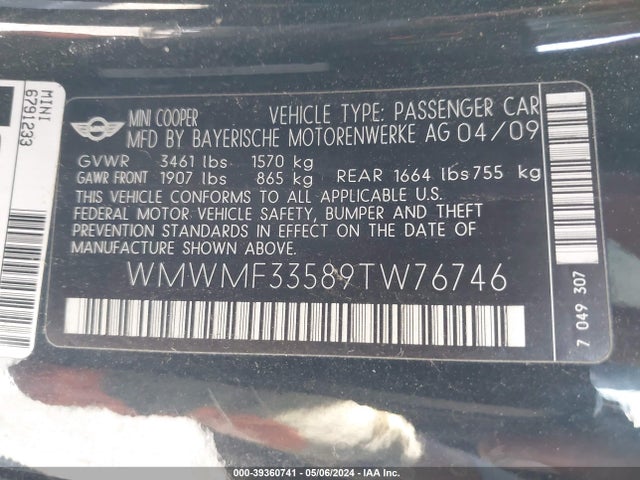 MINI
6791233
MINI COOPER VEHICLE TYPE: PASSENGER CAR
MFD BY BAYERISCHE MOTORENWERKE AG 04/09
GVWR 3461 lbs 1570 kg
GAWR FRONT 1907 lbs 865 kg REAR 1664 lbs 755 kg
THIS VEHICLE CONFORMS TO ALL APPLICABLE U.S.
FEDERAL MOTOR VEHICLE SAFETY, BUMPER AND THEFT
PREVENTION STANDARDS IN EFFECT ON THE DATE OF
MANUFACTURE SHOWN ABOVE.
WMWMF33589TW76746
7 049 307
000-39360741 - 05/06/2024 - IAA Inc.